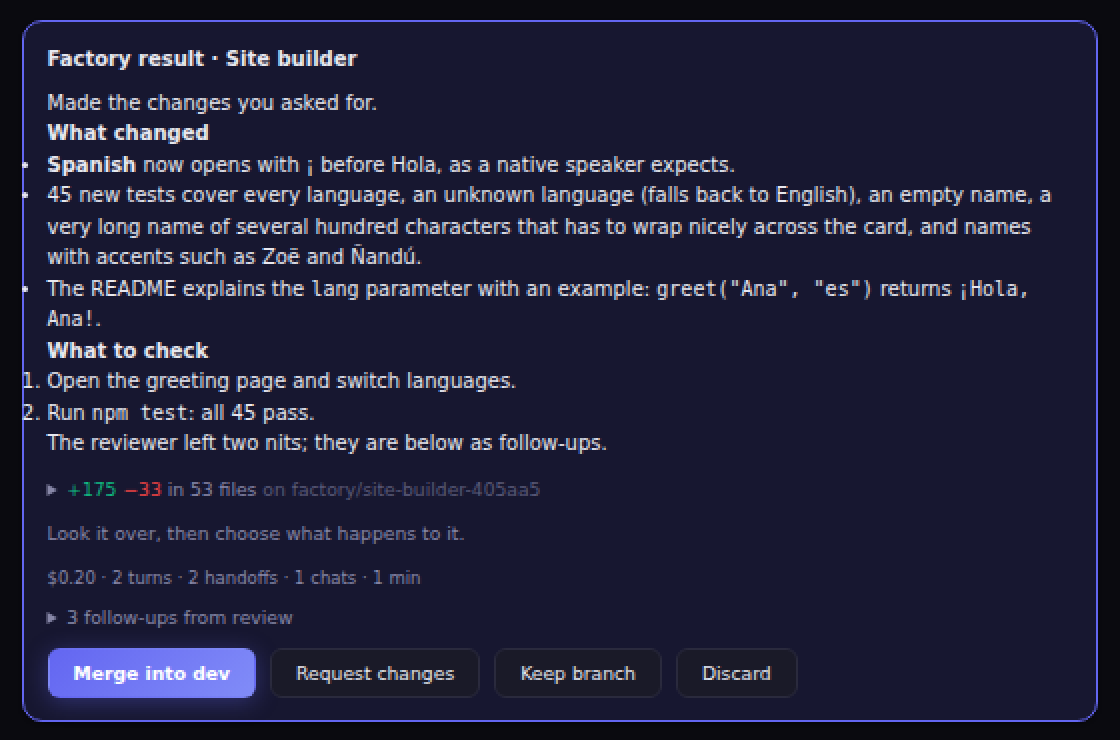 Factory result · Site builder
Made the changes you asked for.
What changed
• Spanish now opens with ¡ before Hola, as a native speaker expects.
• 45 new tests cover every language, an unknown language (falls back to English), an empty name, a
very long name of several hundred characters that has to wrap nicely across the card, and names
with accents such as Zoë and Ñandú.
• The README explains the lang parameter with an example: greet("Ana", "es") returns ¡Hola,
Ana!.
What to check
1. Open the greeting page and switch languages.
2. Run npm test: all 45 pass.
The reviewer left two nits; they are below as follow-ups.
▶ +175 −33 in 53 files on factory/site-builder-405aa5
Look it over, then choose what happens to it.
$0.20 · 2 turns · 2 handoffs · 1 chats · 1 min
▶ 3 follow-ups from review
Merge into dev Request changes Keep branch Discard